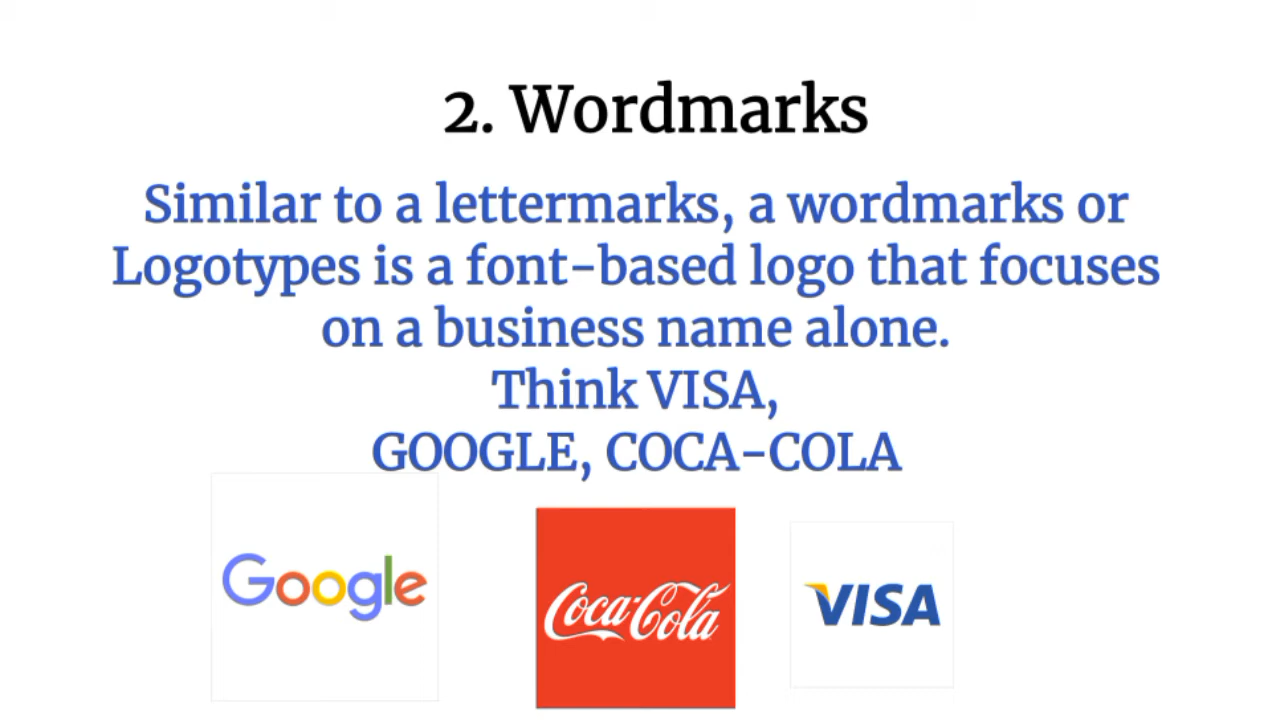 2. Wordmarks
Similar to a lettermarks, a wordmarks or
Logotypes is a font-based logo that focuses
on a business name alone.
Think VISA,
GOOGLE, COCA-COLA
Google
Coca-Cola
VISA